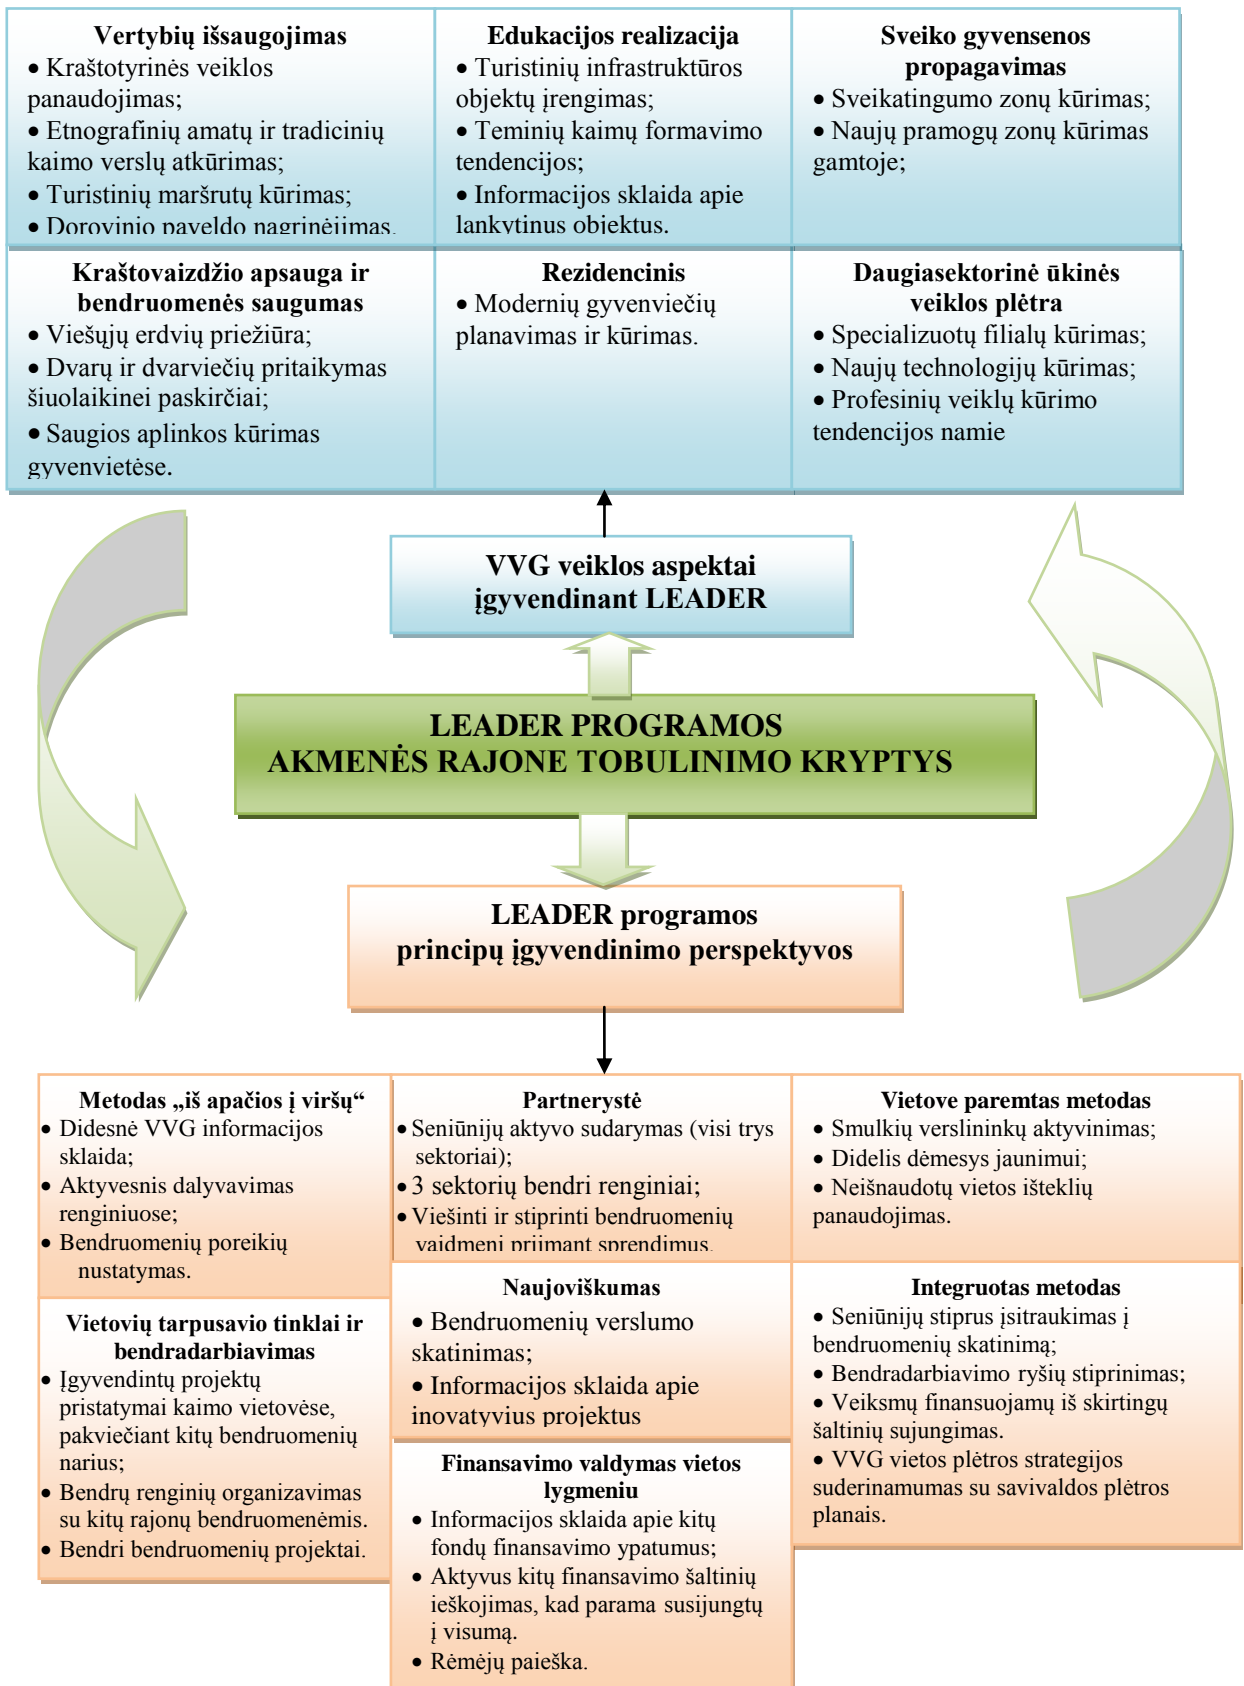 Vertybių išsaugojimas
• Kraštotyrinės veiklos
panaudojimas;
• Etnografinių amatų ir tradicinių
kaimo verslų atkūrimas;
• Turistinių maršrutų kūrimas;
• Dorovinio paveldo nagrinėjimas.
Edukacijos realizacija
• Turistinių infrastruktūros
objektų įrengimas;
• Teminių kaimų formavimo
tendencijos;
• Informacijos sklaida apie
lankytinus objektus.
Sveiko gyvensenos
propagavimas
• Sveikatingumo zonų kūrimas;
• Naujų pramogų zonų kūrimas
gamtoje;
Kraštovaizdžio apsauga ir
bendruomenės saugumas
• Viešųjų erdvių priežiūra;
• Dvarų ir dvarviečių pritaikymas
šiuolaikinei paskirčiai;
• Saugios aplinkos kūrimas
gyvenvietėse.
Rezidencinis
• Modernių gyvenviečių
planavimas ir kūrimas.
Daugiasektorinė ūkinės
veiklos plėtra
• Specializuotų filialų kūrimas;
• Naujų technologijų kūrimas;
• Profesinių veiklų kūrimo
tendencijos namie
VVG veiklos aspektai
įgyvendinant LEADER
LEADER PROGRAMOS
AKMENĖS RAJONE TOBULINIMO KRYPTYS
LEADER programos
principų įgyvendinimo perspektyvos
Metodas „iš apačios į viršų“
• Didesnė VVG informacijos
sklaida;
• Aktyvesnis dalyvavimas
renginiuose;
• Bendruomenių poreikių
nustatymas.
Partnerystė
• Seniūnijų aktyvo sudarymas (visi trys
sektoriai);
• 3 sektorių bendri renginiai;
• Viešinti ir stiprinti bendruomenių
vaidmenį priimant sprendimus.
Vietove paremtas metodas
• Smulkių verslininkų aktyvinimas;
• Didelis dėmesys jaunimui;
• Neišnaudotų vietos išteklių
panaudojimas.
Vietovių tarpusavio tinklai ir
bendradarbiavimas
• Įgyvendintų projektų
pristatymai kaimo vietovėse,
pakviečiant kitų bendruomenių
narius;
• Bendrų renginių organizavimas
su kitų rajonų bendruomenėmis.
• Bendri bendruomenių projektai.
Naujoviškumas
• Bendruomenių verslumo
skatinimas;
• Informacijos sklaida apie
inovatyvius projektus
Integruotas metodas
• Seniūnijų stiprus įsitraukimas į
bendruomenių skatinimą;
• Bendradarbiavimo ryšių stiprinimas;
• Veiksmų finansuojamų iš skirtingų
šaltinių sujungimas.
• VVG vietos plėtros strategijos
suderinamumas su savivaldos plėtros
planais.
Finansavimo valdymas vietos
lygmeniu
• Informacijos sklaida apie kitų
fondų finansavimo ypatumus;
• Aktyvus kitų finansavimo šaltinių
ieškojimas, kad parama susijungtų
į visumą.
• Rėmėjų paieška.